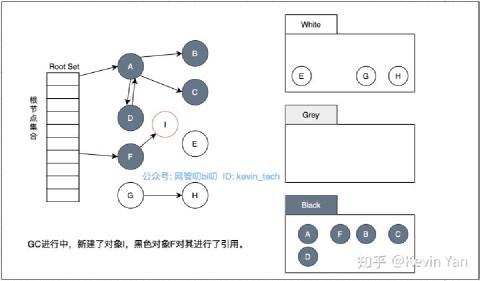 White
E
G
H
Grey
Black
A
F
B
C
D
Root Set
根节点集合
A
B
C
D
I
E
F
G
H
公众号: 网管叨bi叨 ID: kevin_tech
GC进行中，新建了对象I，黑色对象F对其进行了引用。
知乎 @Kevin Yan